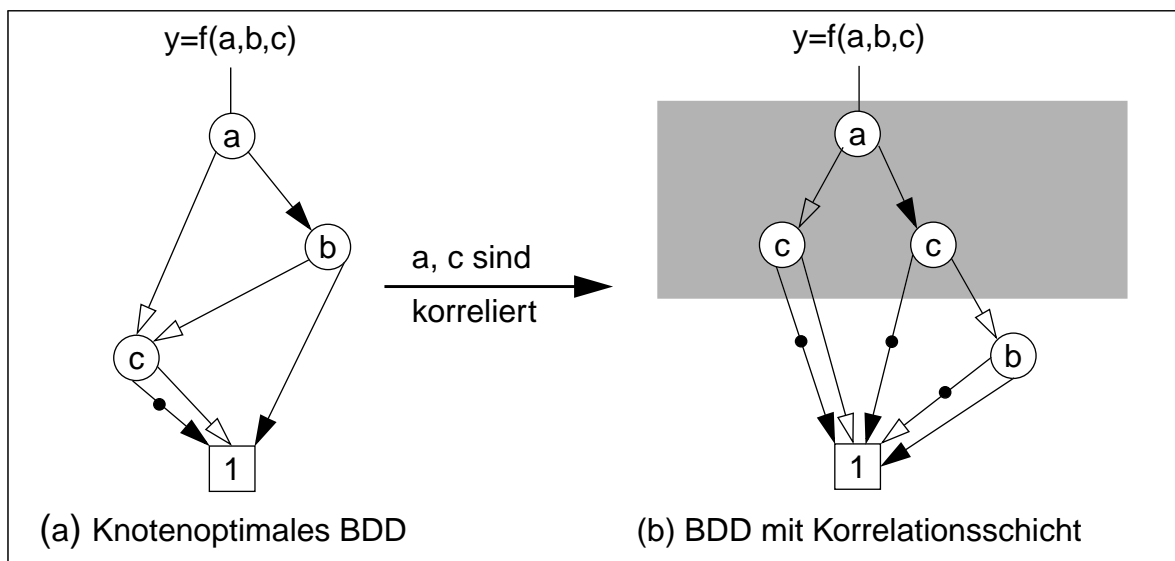 y=f(a,b,c)
a
b
c
1
(a) Knotenoptimales BDD
a, c sind
korreliert
y=f(a,b,c)
a
c
c
b
1
(b) BDD mit Korrelationsschicht